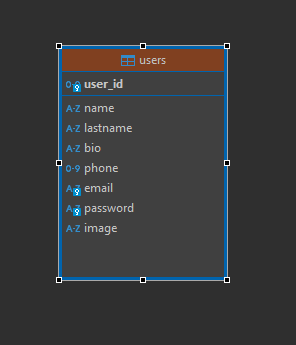 users
0-9 user_id
A-Z name
A-Z lastname
A-Z bio
0-9 phone
A-Z email
A-Z password
A-Z image